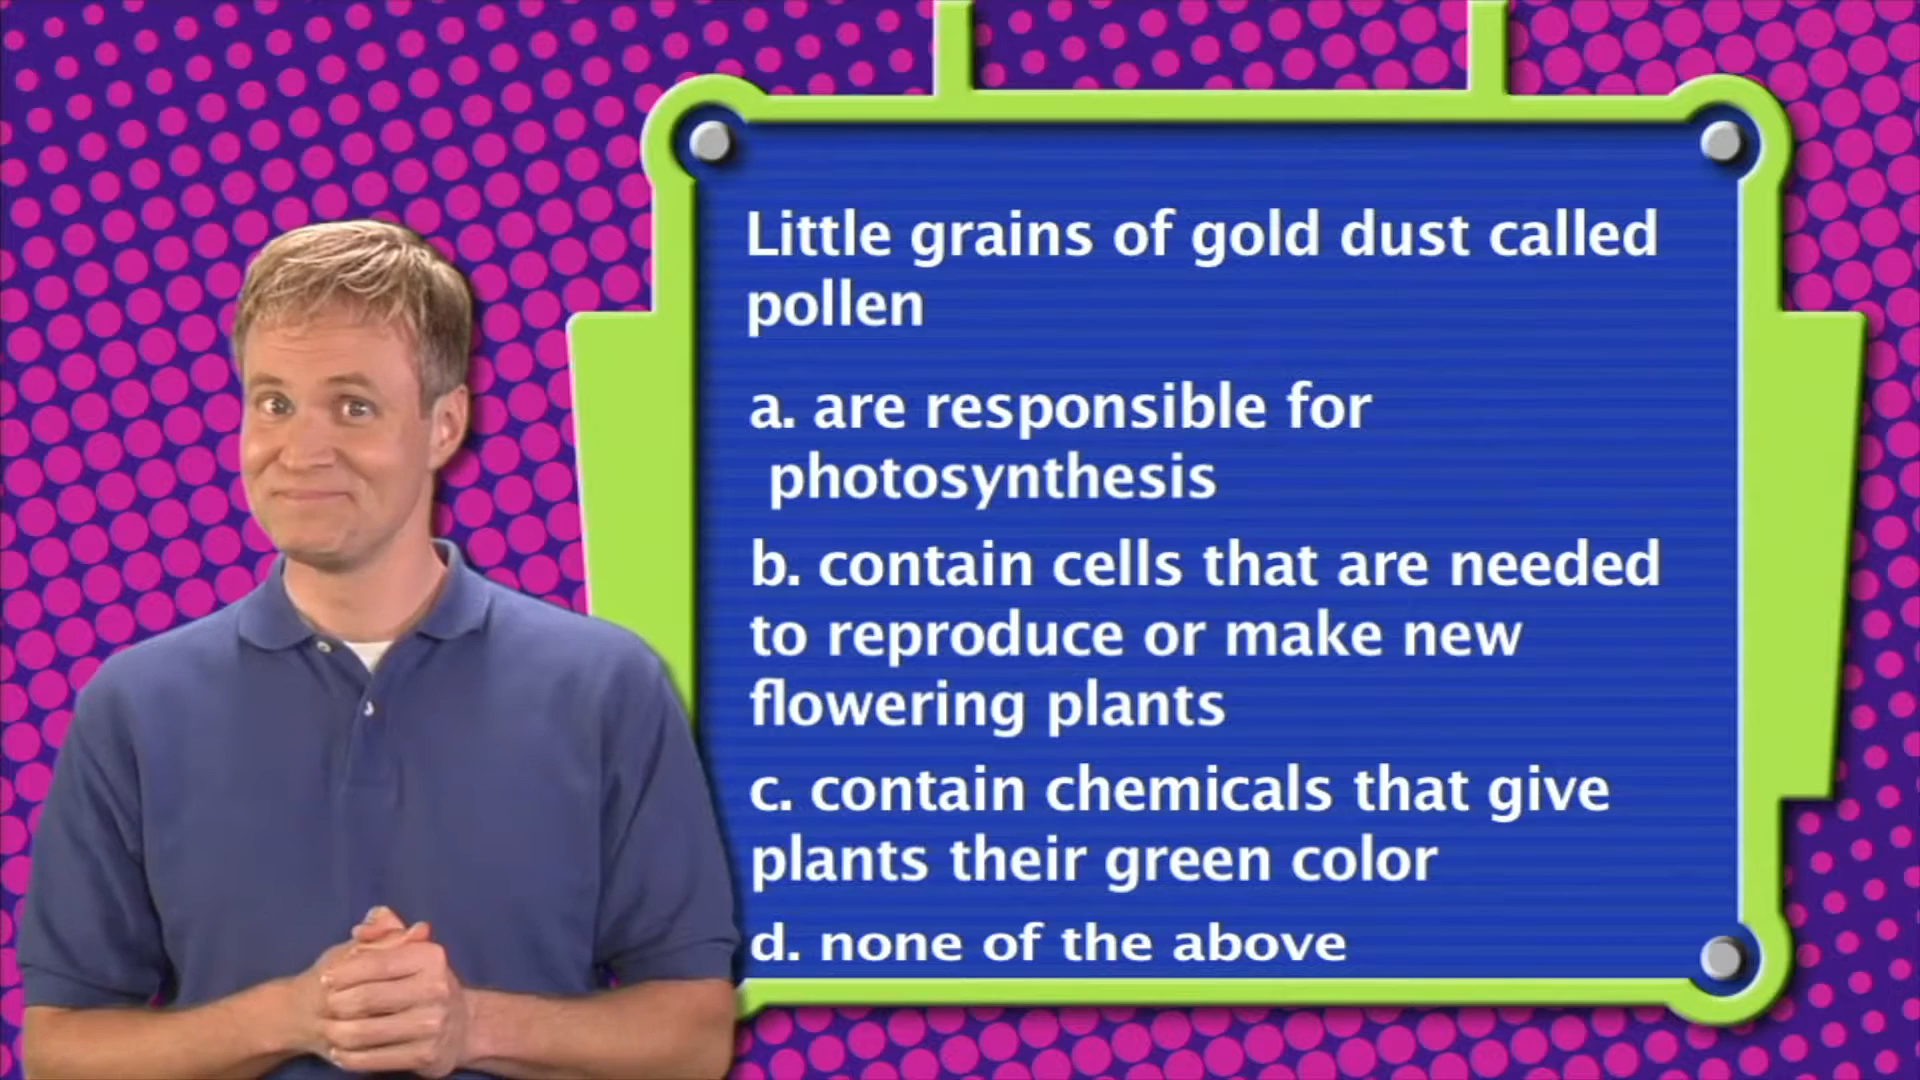 Little grains of gold dust called
pollen
a. are responsible for
photosynthesis
b. contain cells that are needed
to reproduce or make new
flowering plants
c. contain chemicals that give
plants their green color
d. none of the above